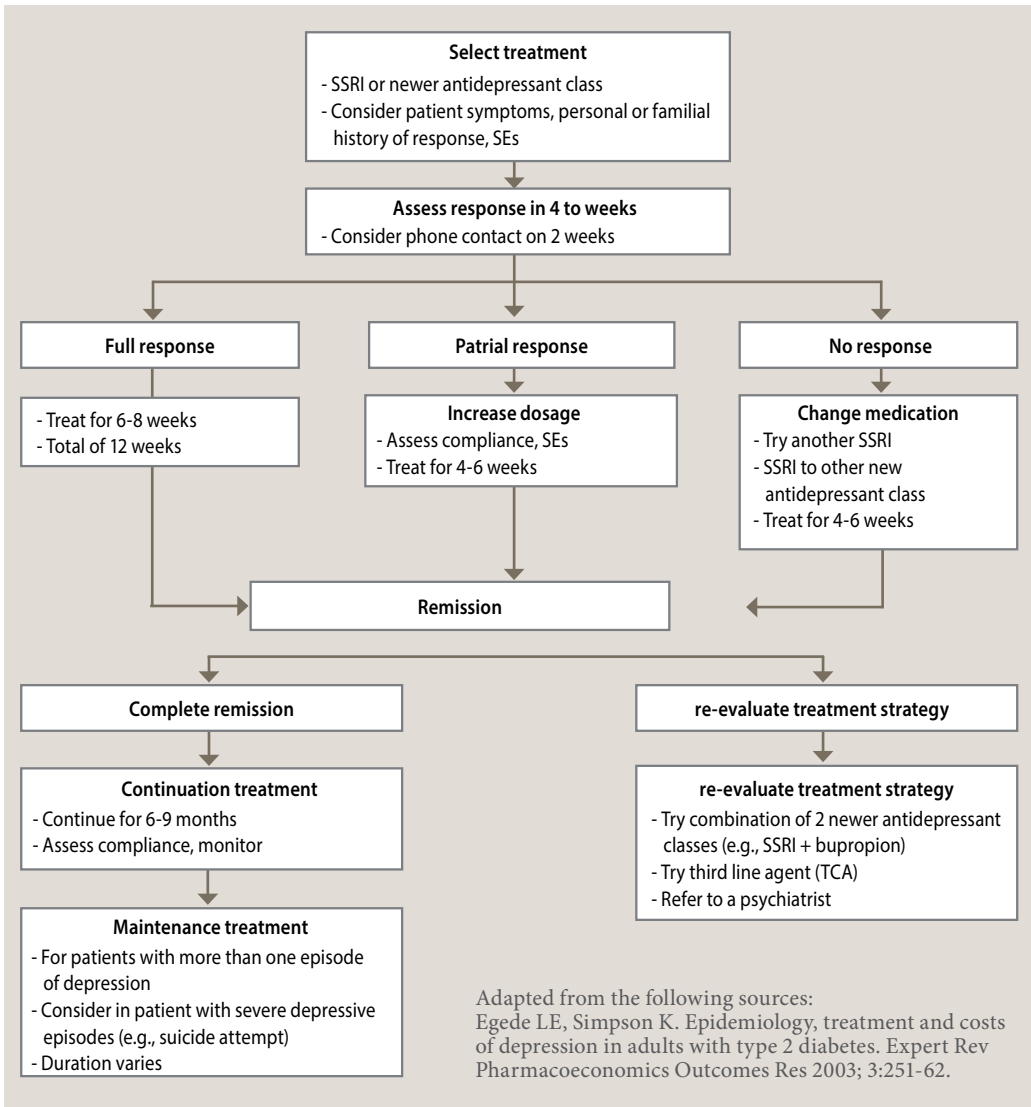 Select treatment
- SSRI or newer antidepressant class
- Consider patient symptoms, personal or familial
history of response, SEs
Assess response in 4 to weeks
- Consider phone contact on 2 weeks
Full response
Patrial response
No response
- Treat for 6-8 weeks
- Total of 12 weeks
Increase dosage
- Assess compliance, SEs
- Treat for 4-6 weeks
Change medication
- Try another SSRI
- SSRI to other new
antidepressant class
- Treat for 4-6 weeks
Remission
Complete remission
re-evaluate treatment strategy
Continuation treatment
- Continue for 6-9 months
- Assess compliance, monitor
re-evaluate treatment strategy
- Try combination of 2 newer antidepressant
classes (e.g., SSRI + bupropion)
- Try third line agent (TCA)
- Refer to a psychiatrist
Maintenance treatment
- For patients with more than one episode
of depression
- Consider in patient with severe depressive
episodes (e.g., suicide attempt)
- Duration varies
Adapted from the following sources:
Egede LE, Simpson K. Epidemiology, treatment and costs
of depression in adults with type 2 diabetes. Expert Rev
Pharmacoeconomics Outcomes Res 2003; 3:251-62.